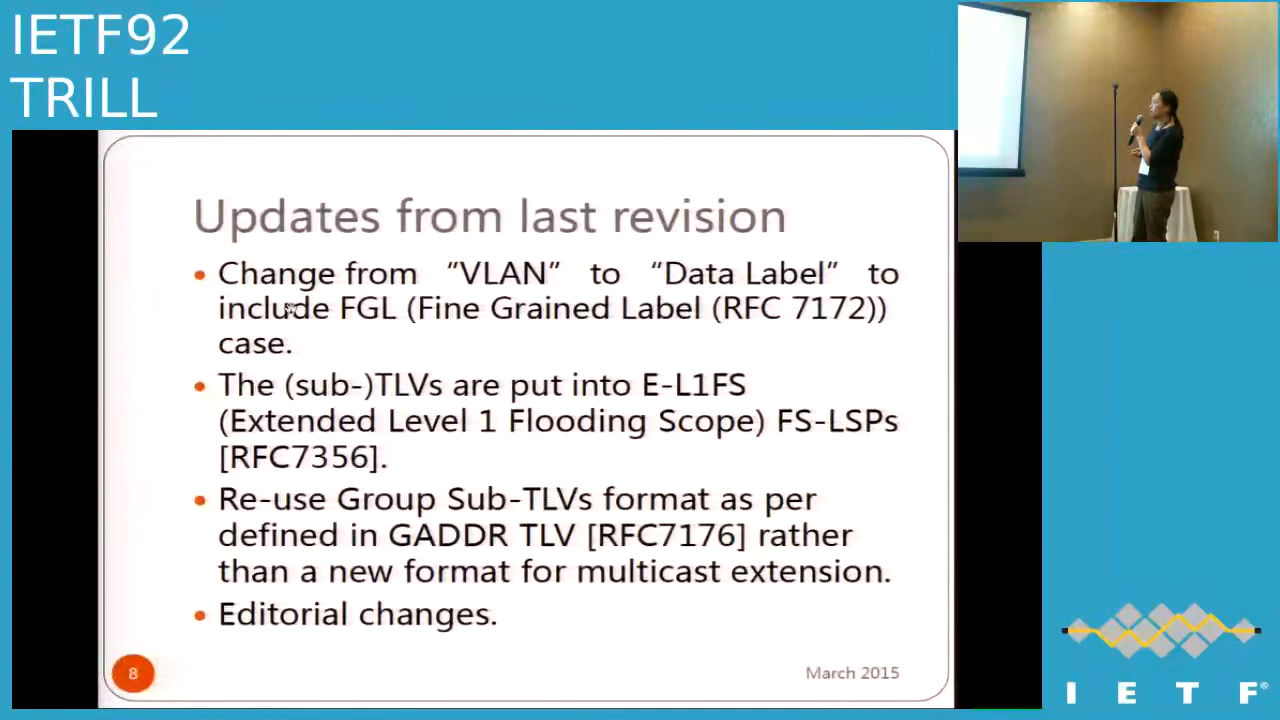 IETF92
TRILL
Updates from last revision
• Change from “VLAN” to “Data Label” to
include FGL (Fine Grained Label (RFC 7172))
case.
• The (sub-)TLVs are put into E-L1FS
(Extended Level 1 Flooding Scope) FS-LSPs
[RFC7356].
• Re-use Group Sub-TLVs format as per
defined in GADDR TLV [RFC7176] rather
than a new format for multicast extension.
• Editorial changes.
8
March 2015
I E T F®